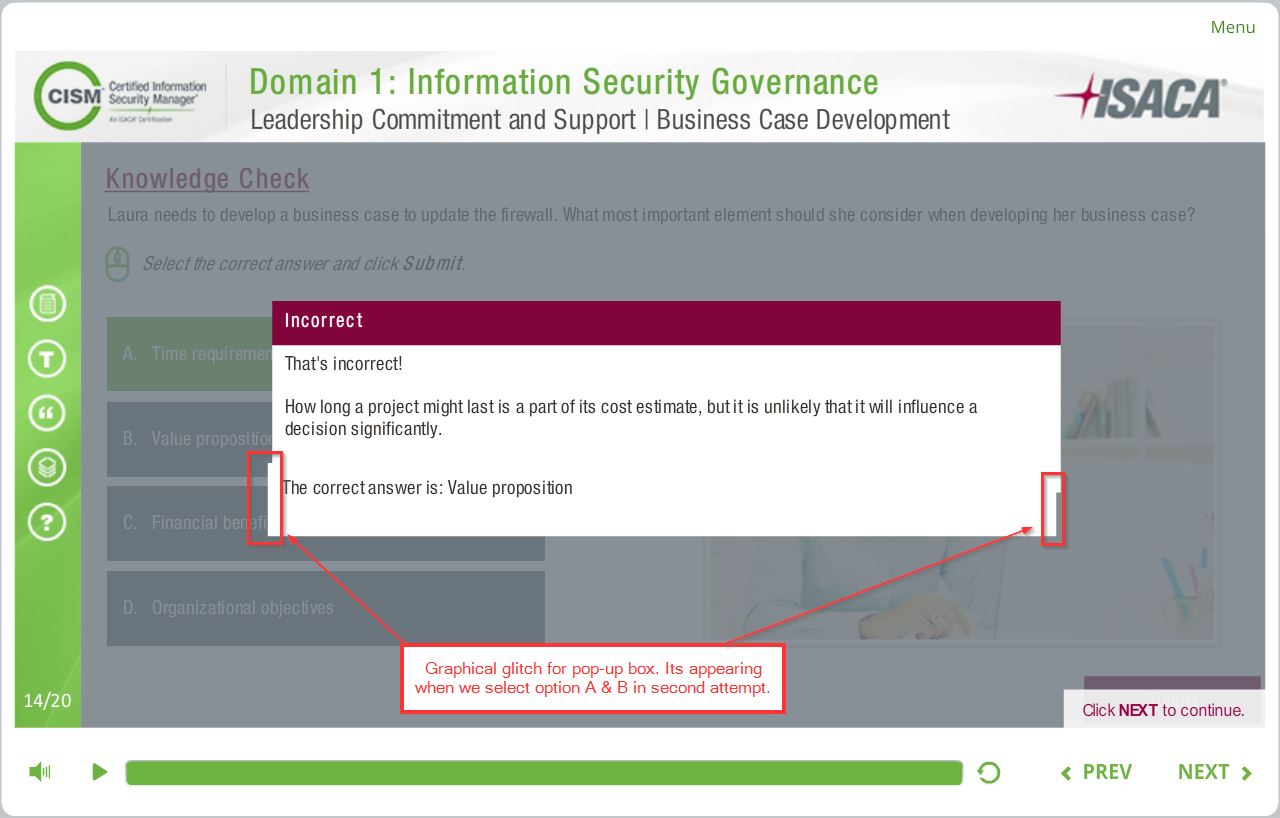 Menu
CISM
Certified Information
Security Manager®
An ISACA® Certification
Domain 1: Information Security Governance
Leadership Commitment and Support | Business Case Development
ISACA®
Knowledge Check
Laura needs to develop a business case to update the firewall. What most important element should she consider when developing her business case?
Select the correct answer and click Submit.
Incorrect
A. Time requiremen
That's incorrect!
How long a project might last is a part of its cost estimate, but it is unlikely that it will influence a
decision significantly.
B. Value proposition
The correct answer is: Value proposition
C. Financial benefi
D. Organizational objectives
Graphical glitch for pop-up box. Its appearing
when we select option A & B in second attempt.
14/20
Click NEXT to continue.
PREV
NEXT